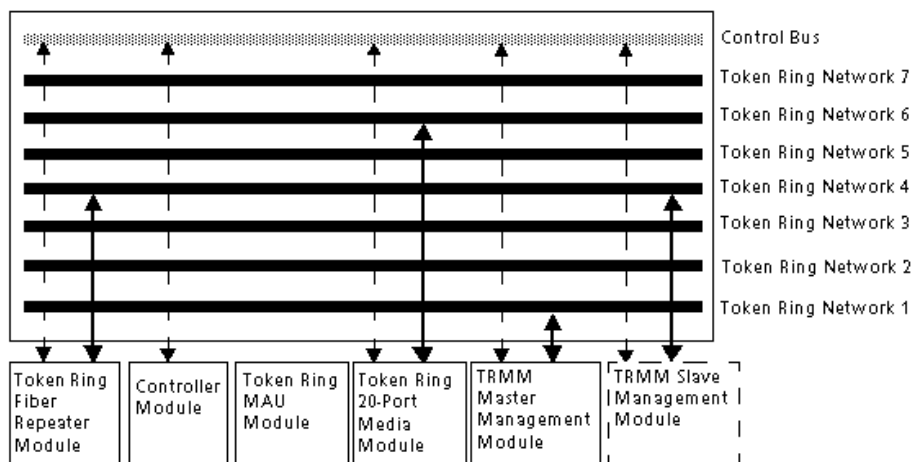 Control Bus
Token Ring Network 7
Token Ring Network 6
Token Ring Network 5
Token Ring Network 4
Token Ring Network 3
Token Ring Network 2
Token Ring Network 1
Token Ring
Fiber
Repeater
Module
Controller
Module
Token Ring
MAU
Module
Token Ring
20-Port
Media
Module
TRMM
Master
Management
Module
TRMM Slave
Management
Module